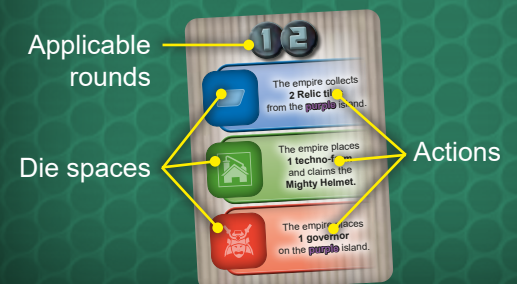 Applicable
rounds
1 2
The empire collects
2 Relic
from the purple island.
Die spaces
The empire places
1
and claims the
Mighty Helmet.
Actions
The empire places
1 governor
on the purple island.